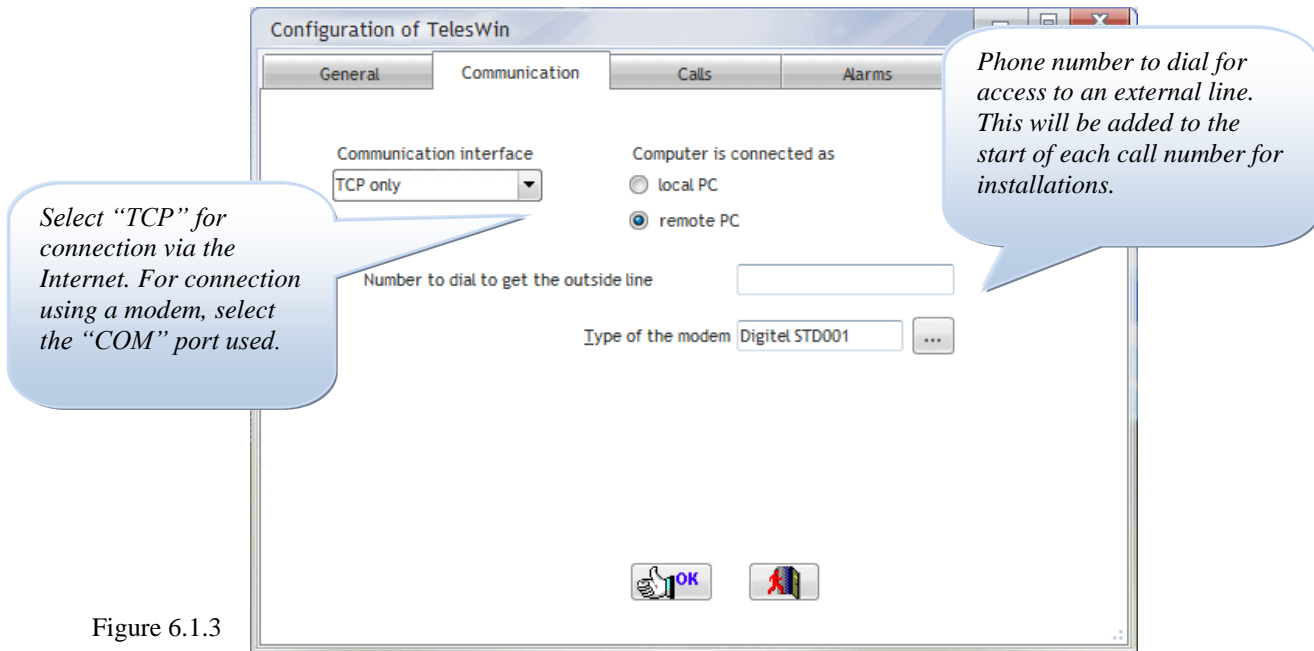 Configuration of TelesWin
General Communication Calls Alarms
Phone number to dial for
access to an external line.
This will be added to the
start of each call number for
installations.
Communication interface
TCP only
Computer is connected as
local PC
remote PC
Select “TCP” for
connection via the
Internet. For connection
using a modem, select
the “COM” port used.
Number to dial to get the outside line
Type of the modem Digitel STD001 ...
OK
Figure 6.1.3